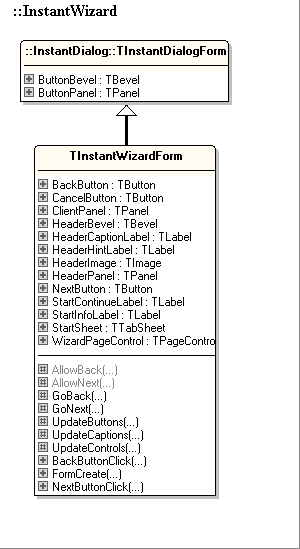 ::InstantWizard
::InstantDialog::TInstantDialogForm
ButtonBevel : TBevel
ButtonPanel : TPanel
TInstantWizardForm
BackButton : TButton
CancelButton : TButton
ClientPanel : TPanel
HeaderBevel : TBevel
HeaderCaptionLabel : TLabel
HeaderHintLabel : TLabel
HeaderImage : TImage
HeaderPanel : TPanel
NextButton : TButton
StartContinueLabel : TLabel
StartInfoLabel : TLabel
StartSheet : TTabSheet
WizardPageControl : TPageContro
AllowBack(...)
AllowNext(...)
GoBack(...)
GoNext(...)
UpdateButtons(...)
UpdateCaptions(...)
UpdateControls(...)
BackButtonClick(...)
FormCreate(...)
NextButtonClick(...)